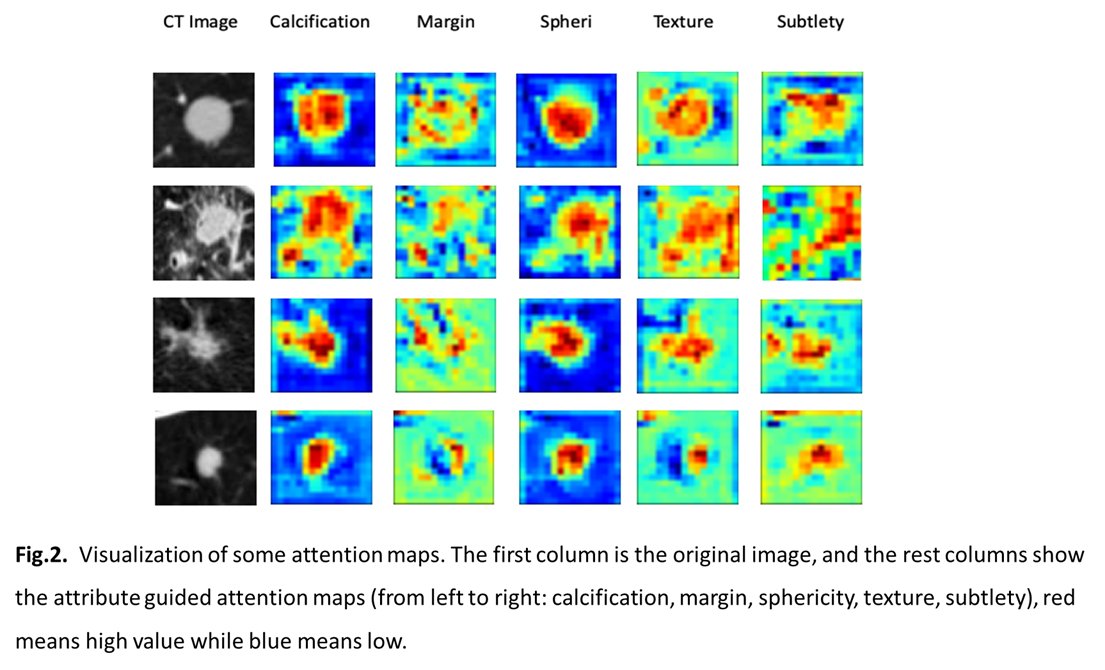 CT Image Calcification Margin Spheri Texture Subtlety
Fig.2. Visualization of some attention maps. The first column is the original image, and the rest columns show
the attribute guided attention maps (from left to right: calcification, margin, sphericity, texture, subtlety), red
means high value while blue means low.